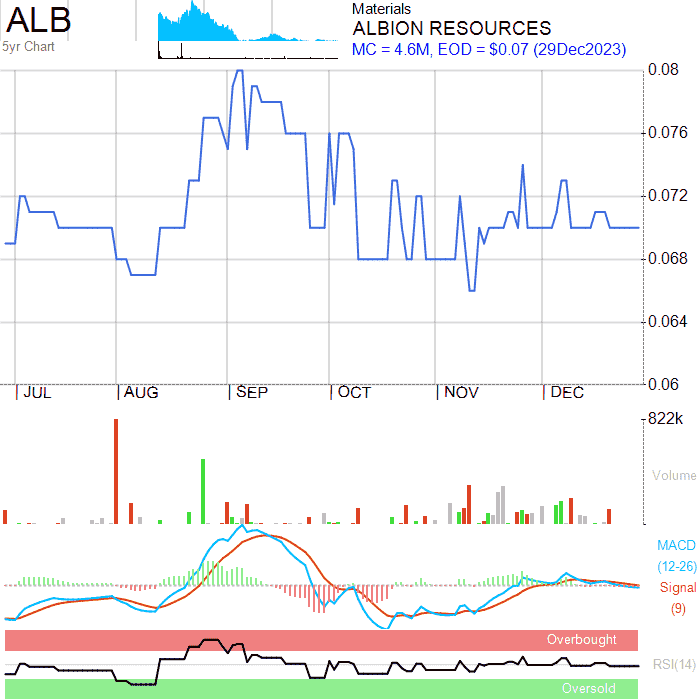 ALB
5yr Chart
Materials
ALBION RESOURCES
MC = 4.6M, EOD = $0.07 (29Dec2023)
0.08
0.076
0.072
0.068
0.064
0.06
JUL AUG SEP OCT NOV DEC
822k
Volume
MACD
(12-26)
Signal
(9)
Overbought
RSI(14)
Oversold